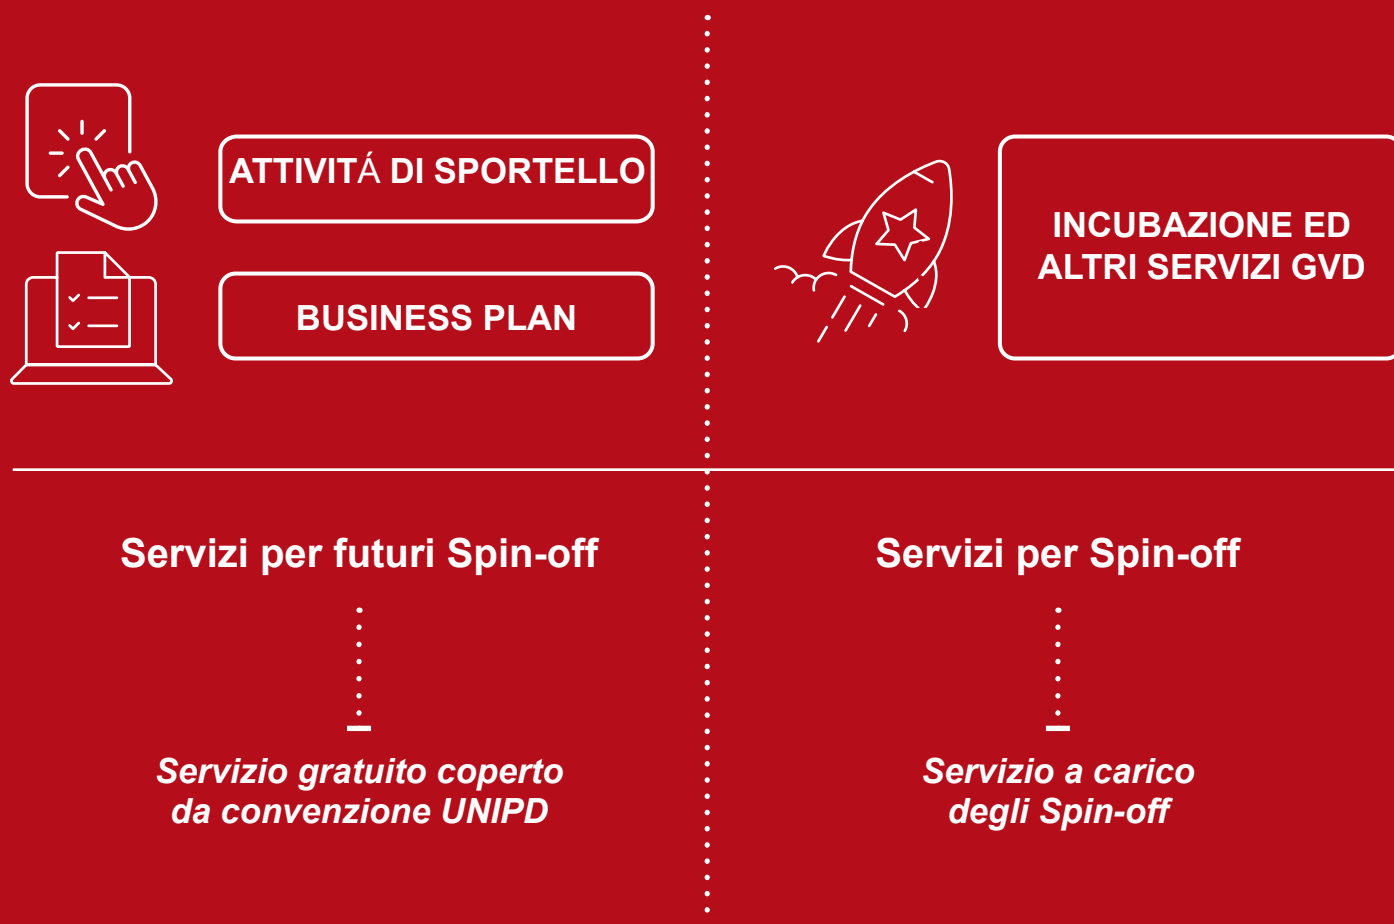 ATTIVITÁ DI SPORTELLO
BUSINESS PLAN
INCUBAZIONE ED
ALTRI SERVIZI GVD
Servizi per futuri Spin-off
Servizio gratuito coperto
da convenzione UNIPD
Servizi per Spin-off
Servizio a carico
degli Spin-off